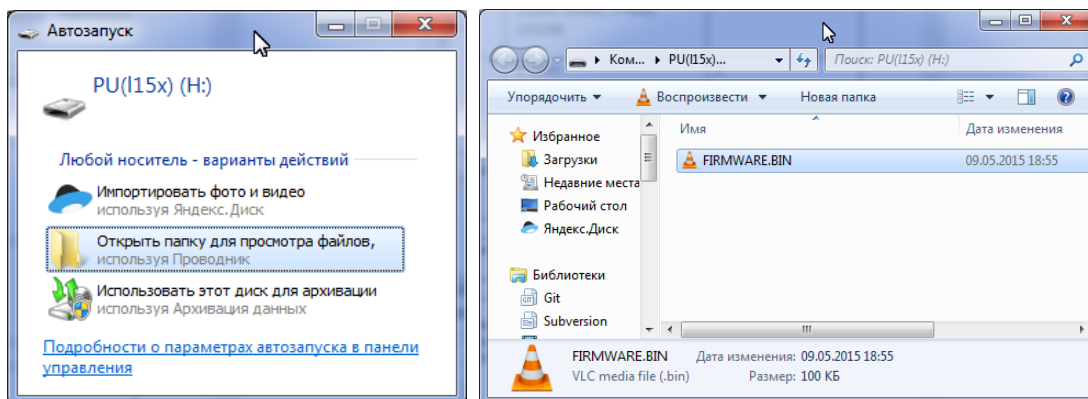 Автозапуск
PU(l15x) (H:)
Любой носитель - варианты действий
Импортировать фото и видео
используя Яндекс.Диск
Открыть папку для просмотра файлов,
используя Проводник
Использовать этот диск для архивации
используя Архивация данных
Подробности о параметрах автозапуска в панели
управления
Ком... PU(l15x)...
Поиск: PU(l15x) (H:)
Упорядочить Воспроизвести Новая папка
Имя Дата изменения
Избранное
Загрузки
Недавние места
Рабочий стол
Яндекс.Диск
Библиотеки
Git
Subversion
FIRMWARE.BIN 09.05.2015 18:55
FIRMWARE.BIN Дата изменения: 09.05.2015 18:55
VLC media file (.bin) Размер: 100 КБ